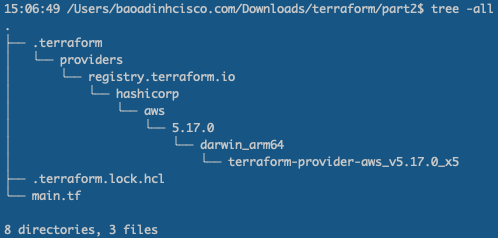 15:06:49 /Users/baoadinhcisco.com/Downloads/terraform/part2$ tree -all
.
├── .terraform
│   └── providers
│       └── registry.terraform.io
│           └── hashicorp
│               └── aws
│                   └── 5.17.0
│                       └── darwin_arm64
│                           └── terraform-provider-aws_v5.17.0_x5
├── .terraform.lock.hcl
└── main.tf

8 directories, 3 files